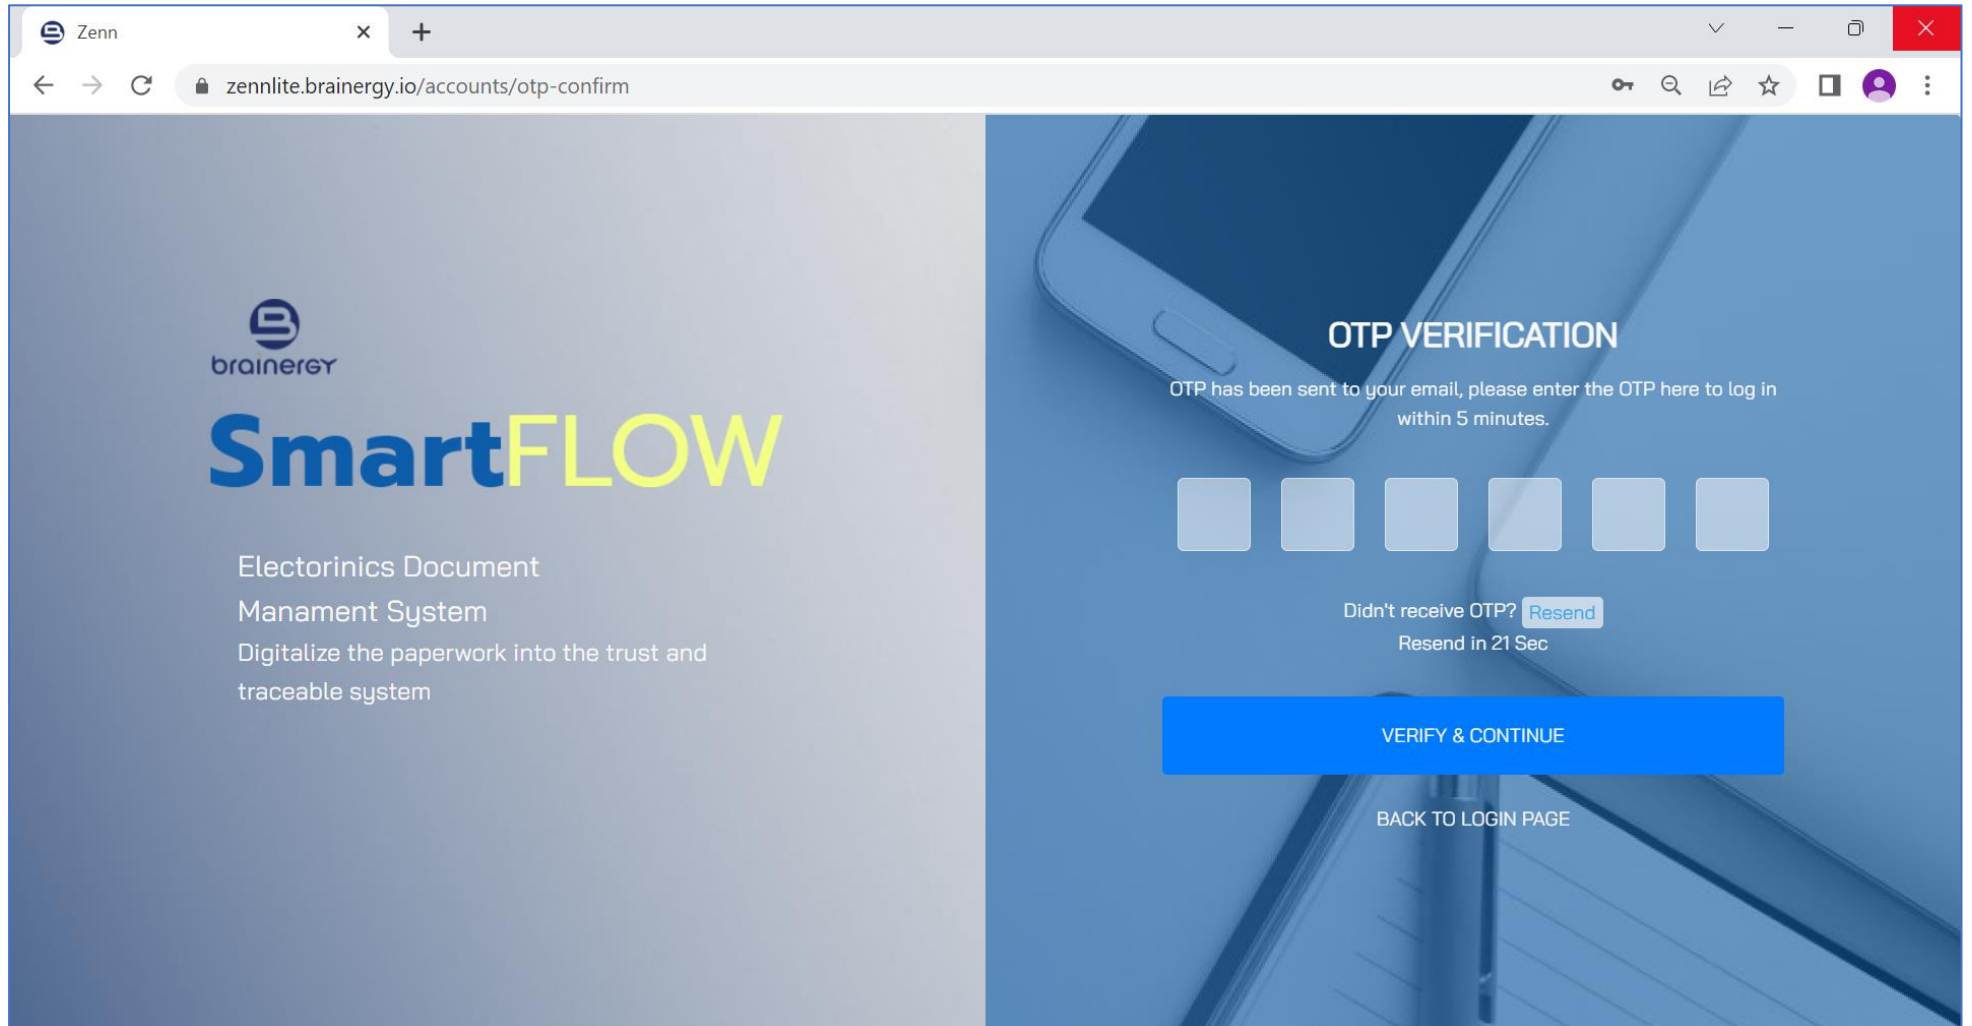 Zenn
zennlite.brainergy.io/accounts/otp-confirm
brainergy
SmartFLOW
Electorinics Document
Manament System
Digitalize the paperwork into the trust and
traceable system
OTP VERIFICATION
OTP has been sent to your email, please enter the OTP here to log in
within 5 minutes.
Didn't receive OTP? Resend
Resend in 21 Sec
VERIFY & CONTINUE
BACK TO LOGIN PAGE